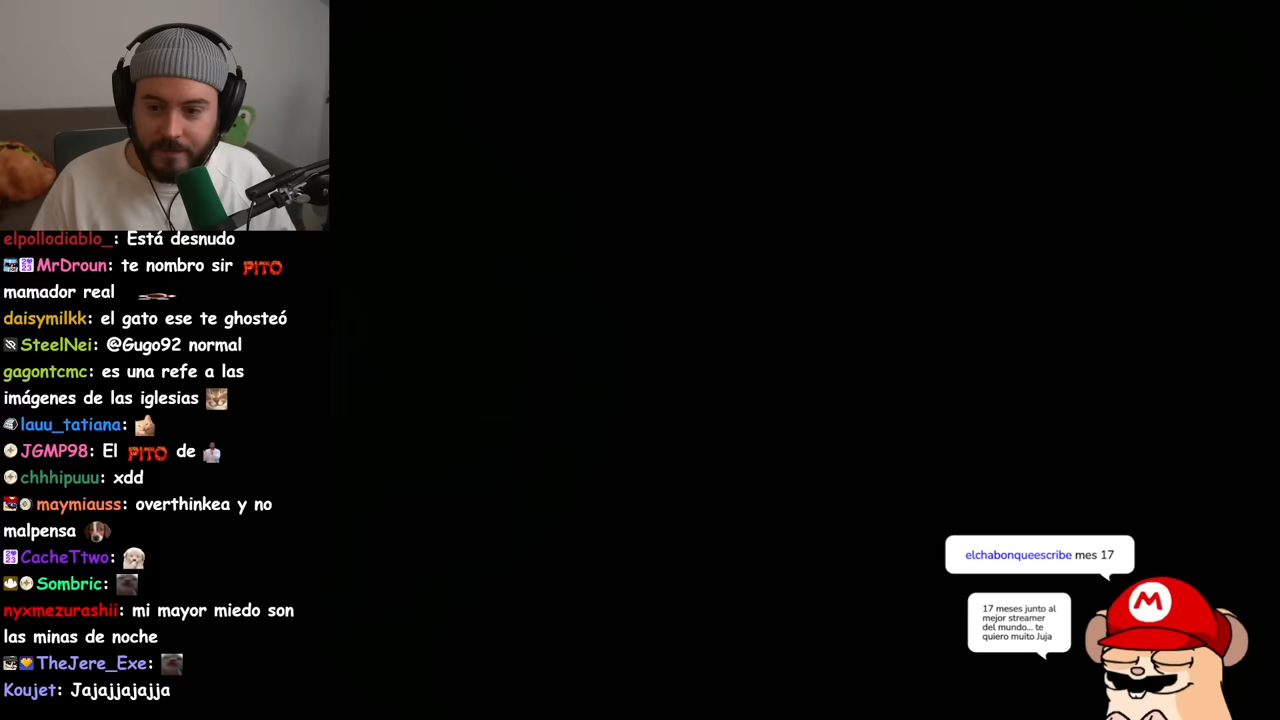 elpollodiablo_: Está desnudo
MrDroun: te nombro sir PITO
mamador real
daisymilkk: el gato ese te ghosteó
SteelNei: @Gugo92 normal
gagontcmc: es una refe a las
imágenes de las iglesias
lauu_tatiana:
JGMP98: El PITO de
chhhipuuu: xdd
maymiauss: overthinkea y no
malpensa
CacheTtwo:
Sombric:
nyxmezurashii: mi mayor miedo son
las minas de noche
TheJere_Exe:
Koujet: Jajajjajajja
elchabonqueescribe mes 17
17 meses junto al
mejor streamer
del mundo... te
quiero muito Juja
M